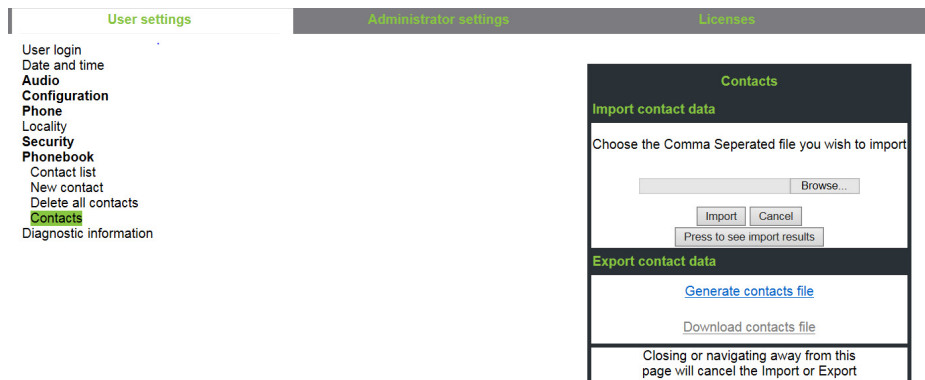 User settings
Administrator settings
Licenses
User login
Date and time
Audio
Configuration
Phone
Locality
Security
Phonebook
Contact list
New contact
Delete all contacts
Contacts
Diagnostic information
Contacts
Import contact data
Choose the Comma Seperated file you wish to import
Browse...
Import
Cancel
Press to see import results
Export contact data
Generate contacts file
Download contacts file
Closing or navigating away from this
page will cancel the Import or Export